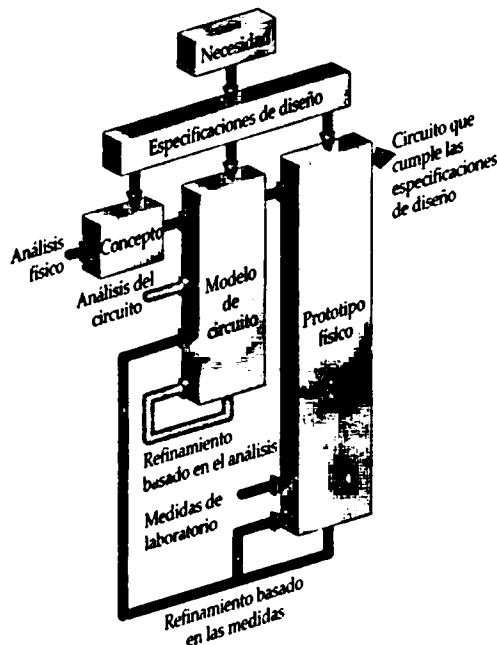 Necesidad
Especificaciones de diseño
Circuito que
cumple las
especificaciones
de diseño
Concepto
Análisis
físico
Análisis del
circuito
Modelo
de
circuito
Prototipo
físico
Refinamiento
basado en el análisis
Medidas de
laboratorio
Refinamiento basado
en las medidas